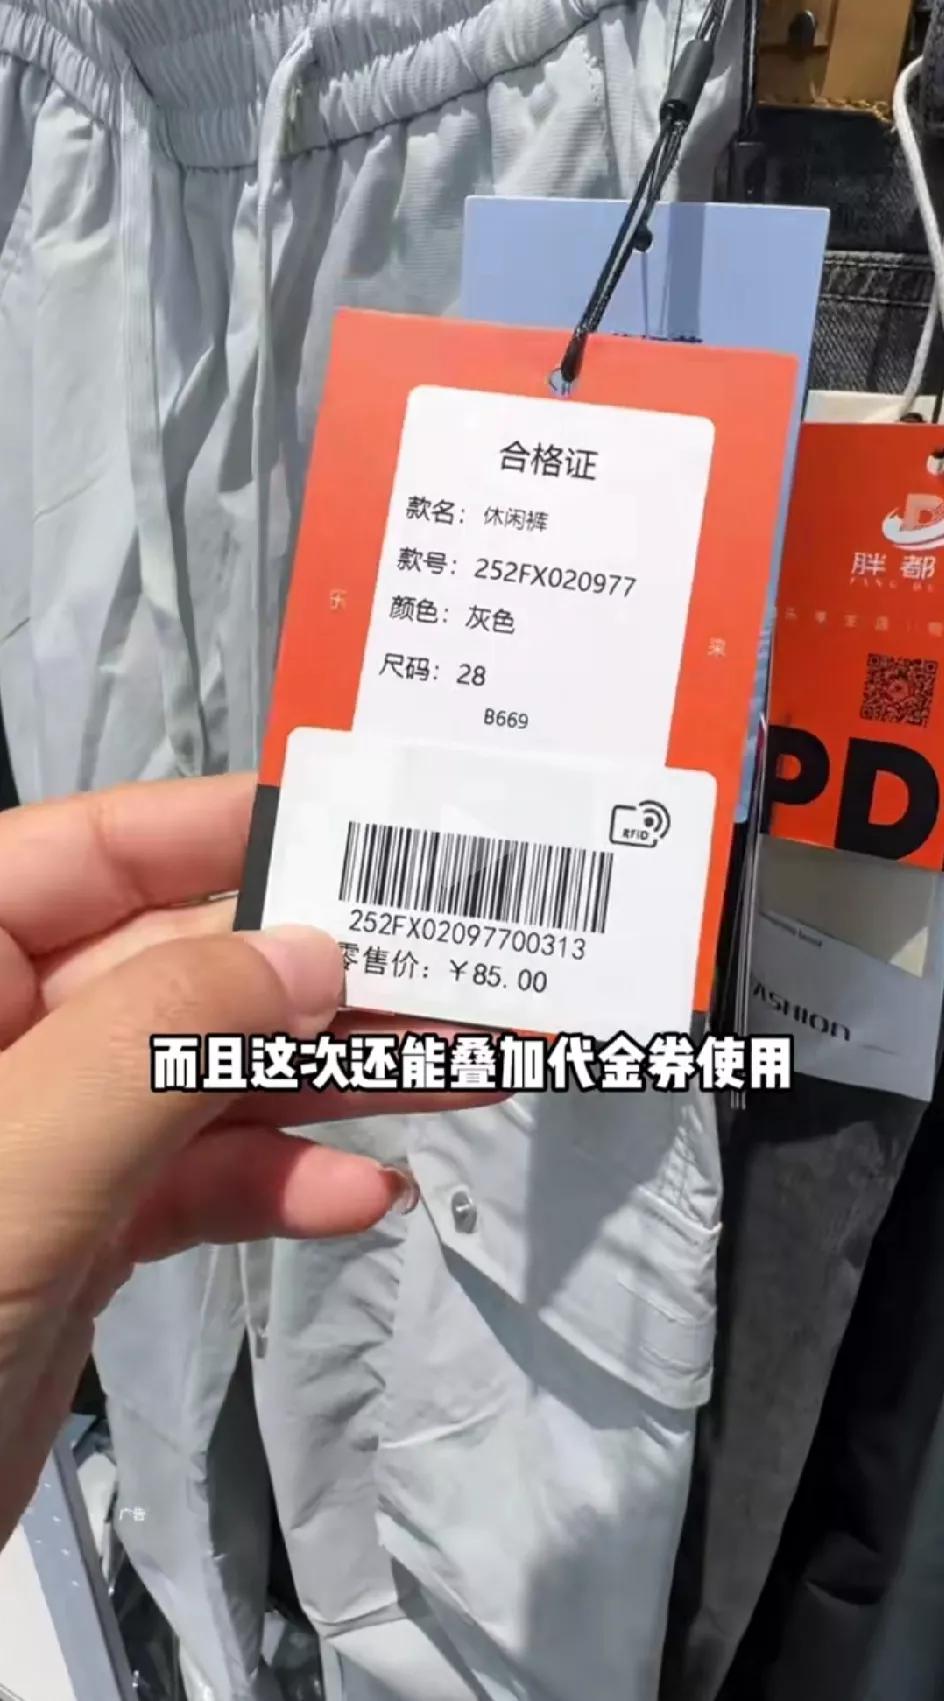 合格证
款名：休闲裤
款号：252FX020977
颜色：灰色
尺码：28
B669
RFID
252FX02097700313
零售价：￥85.00
乐
胖都
PD
FASHION
而且这次还能叠加代金券使用
广告